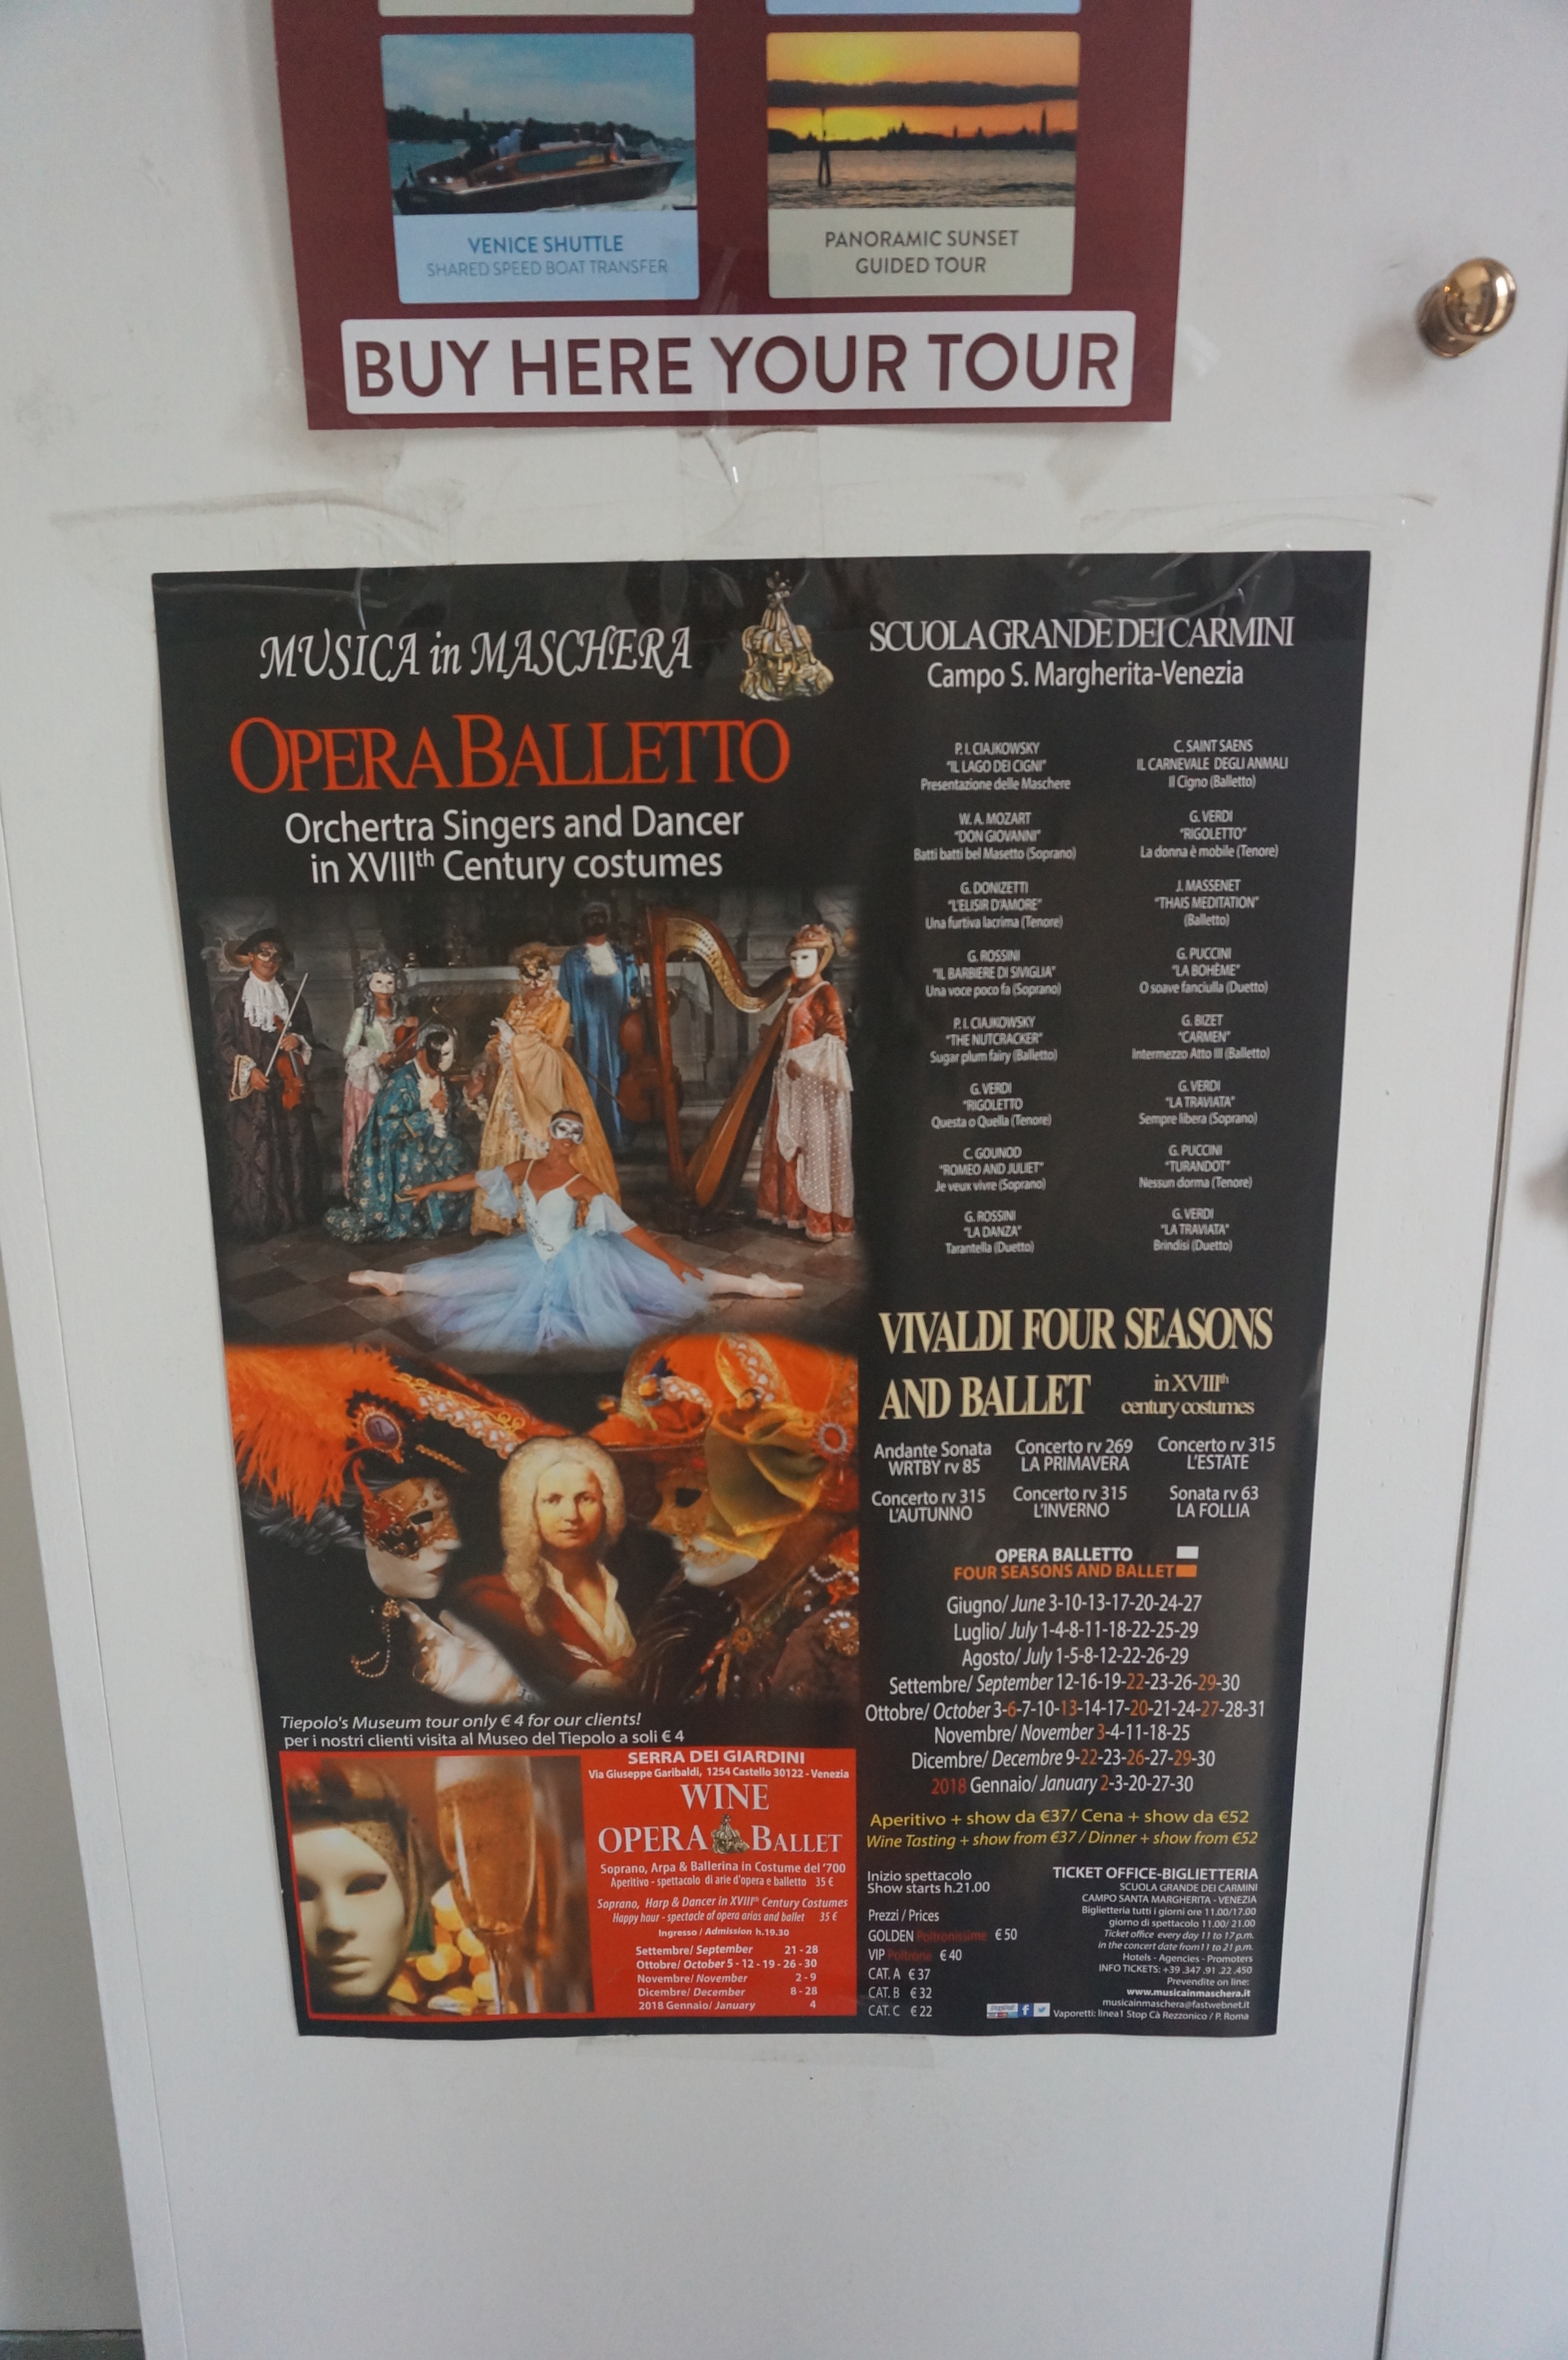 VENICE SHUTTLE
SHARED SPEED BOAT TRANSFER
PANORAMIC SUNSET
GUIDED TOUR
BUY HERE YOUR TOUR
MUSICA in MASCHERA
OPERABALLETTO
Orchertra Singers and Dancer
in XVIIIth Century costumes
SCUOLA GRANDE DEI CARMINI
Campo S. Margherita-Venezia
P. I. CIAJKOWSKY
"IL LAGO DEI CIGNI"
Presentazione delle Maschere
W. A. MOZART
"DON GIOVANNI"
Batti batti bel Masetto (Soprano)
G. DONIZETTI
"L'ELISIR D'AMORE"
Una furtiva lacrima (Tenore)
G. ROSSINI
"IL BARBIERE DI SIVIGLIA"
Una voce poco fa (Soprano)
P. I. CIAJKOWSKY
"THE NUTCRACKER"
Sugar plum fairy (Balletto)
G. VERDI
"RIGOLETTO
Questa o Quella (Tenore)
C. GOUNOD
"ROMEO AND JULIET"
Je veux vivre (Soprano)
G. ROSSINI
"LA DANZA"
Tarantella (Duetto)
C. SAINT SAENS
IL CARNEVALE DEGLI ANMALI
Il Cigno (Balletto)
G. VERDI
"RIGOLETTO"
La donna è mobile (Tenore)
J. MASSENET
"THAIS MEDITATION"
(Balletto)
G. PUCCINI
"LA BOHÈME"
O soave fanciulla (Duetto)
G. BIZET
"CARMEN"
Intermezzo Atto III (Balletto)
G. VERDI
"LA TRAVIATA"
Sempre libera (Soprano)
G. PUCCINI
"TURANDOT"
Nessun dorma (Tenore)
G. VERDI
"LA TRAVIATA"
Brindisi (Duetto)
VIVALDI FOUR SEASONS
AND BALLET
in XVIIIth
century costumes
Andante Sonata
WRTBY rv 85
Concerto rv 269
LA PRIMAVERA
Concerto rv 315
L'ESTATE
Concerto rv 315
L'AUTUNNO
Concerto rv 315
L'INVERNO
Sonata rv 63
LA FOLLIA
OPERA BALLETTO
FOUR SEASONS AND BALLET
Giugno/ June 3-10-13-17-20-24-27
Luglio/ July 1-4-8-11-18-22-25-29
Agosto/ July 1-5-8-12-22-26-29
Settembre/ September 12-16-19-22-23-26-29-30
Ottobre/ October 3-6-7-10-13-14-17-20-21-24-27-28-31
Novembre/ November 3-4-11-18-25
Dicembre/ Decembre 9-22-23-26-27-29-30
2018 Gennaio/ January 2-3-20-27-30
Aperitivo + show da €37/ Cena + show da €52
Wine Tasting + show from €37 / Dinner + show from €52
Inizio spettacolo
Show starts h.21.00
Prezzi / Prices
GOLDEN Poltronissime € 50
VIP Poltrone € 40
CAT. A € 37
CAT. B € 32
CAT. C € 22
TICKET OFFICE-BIGLIETTERIA
SCUOLA GRANDE DEI CARMINI
CAMPO SANTA MARGHERITA - VENEZIA
Biglietteria tutti i giorni ore 11.00/17.00
giorno di spettacolo 11.00/ 21.00
Ticket office every day 11 to 17 p.m.
in the concert date from 11 to 21 p.m.
Hotels - Agencies - Promoters
INFO TICKETS: +39 .347 .91 .22 .450
Prevendite on line:
www.musicainmaschera.it
musicainmaschera@fastwebnet.it
Vaporetti: linea1 Stop Cà Rezzonico / P. Roma
Tiepolo's Museum tour only € 4 for our clients!
per i nostri clienti visita al Museo del Tiepolo a soli € 4
SERRA DEI GIARDINI
Via Giuseppe Garibaldi, 1254 Castello 30122 - Venezia
WINE
OPERA BALLET
Soprano, Arpa & Ballerina in Costume del '700
Aperitivo - spettacolo di arie d'opera e balletto 35 €
Soprano, Harp & Dancer in XVIIIth Century Costumes
Happy hour - spectacle of opera arias and ballet 35 €
Ingresso / Admission h.19.30
Settembre/ September 21 - 28
Ottobre/ October 5 - 12 - 19 - 26 - 30
Novembre/ November 2 - 9
Dicembre/ December 8 - 28
2018 Gennaio/ January 4